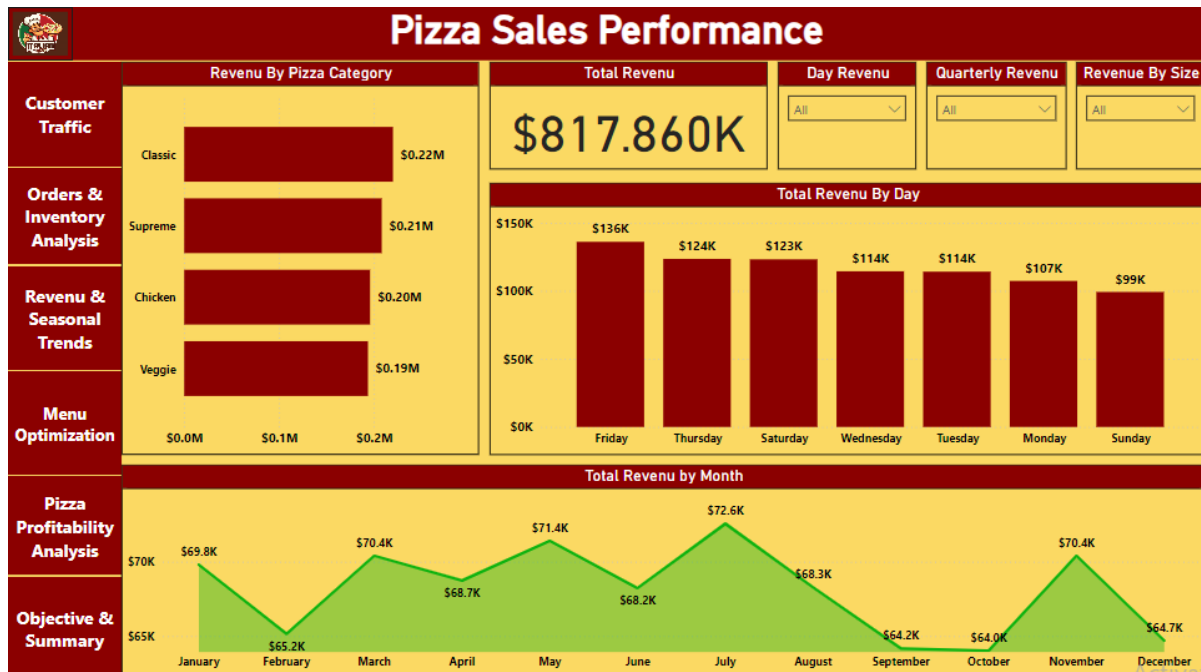 Pizza Sales Performance
Customer
Traffic
Orders &
Inventory
Analysis
Revenu &
Seasonal
Trends
Menu
Optimization
Pizza
Profitability
Analysis
Objective &
Summary
Revenu By Pizza Category
Classic
$0.22M
Supreme
$0.21M
Chicken
$0.20M
Veggie
$0.19M
$0.0M $0.1M $0.2M
Total Revenu
$817.860K
Day Revenu
All
Quarterly Revenu
All
Revenue By Size
All
Total Revenu By Day
$150K
$100K
$50K
$0K
$136K $124K $123K $114K $114K $107K $99K
Friday Thursday Saturday Wednesday Tuesday Monday Sunday
Total Revenu by Month
$70K
$65K
$69.8K $65.2K $70.4K $68.7K $71.4K $68.2K $72.6K $68.3K $64.2K $64.0K $70.4K $64.7K
January February March April May June July August September October November December